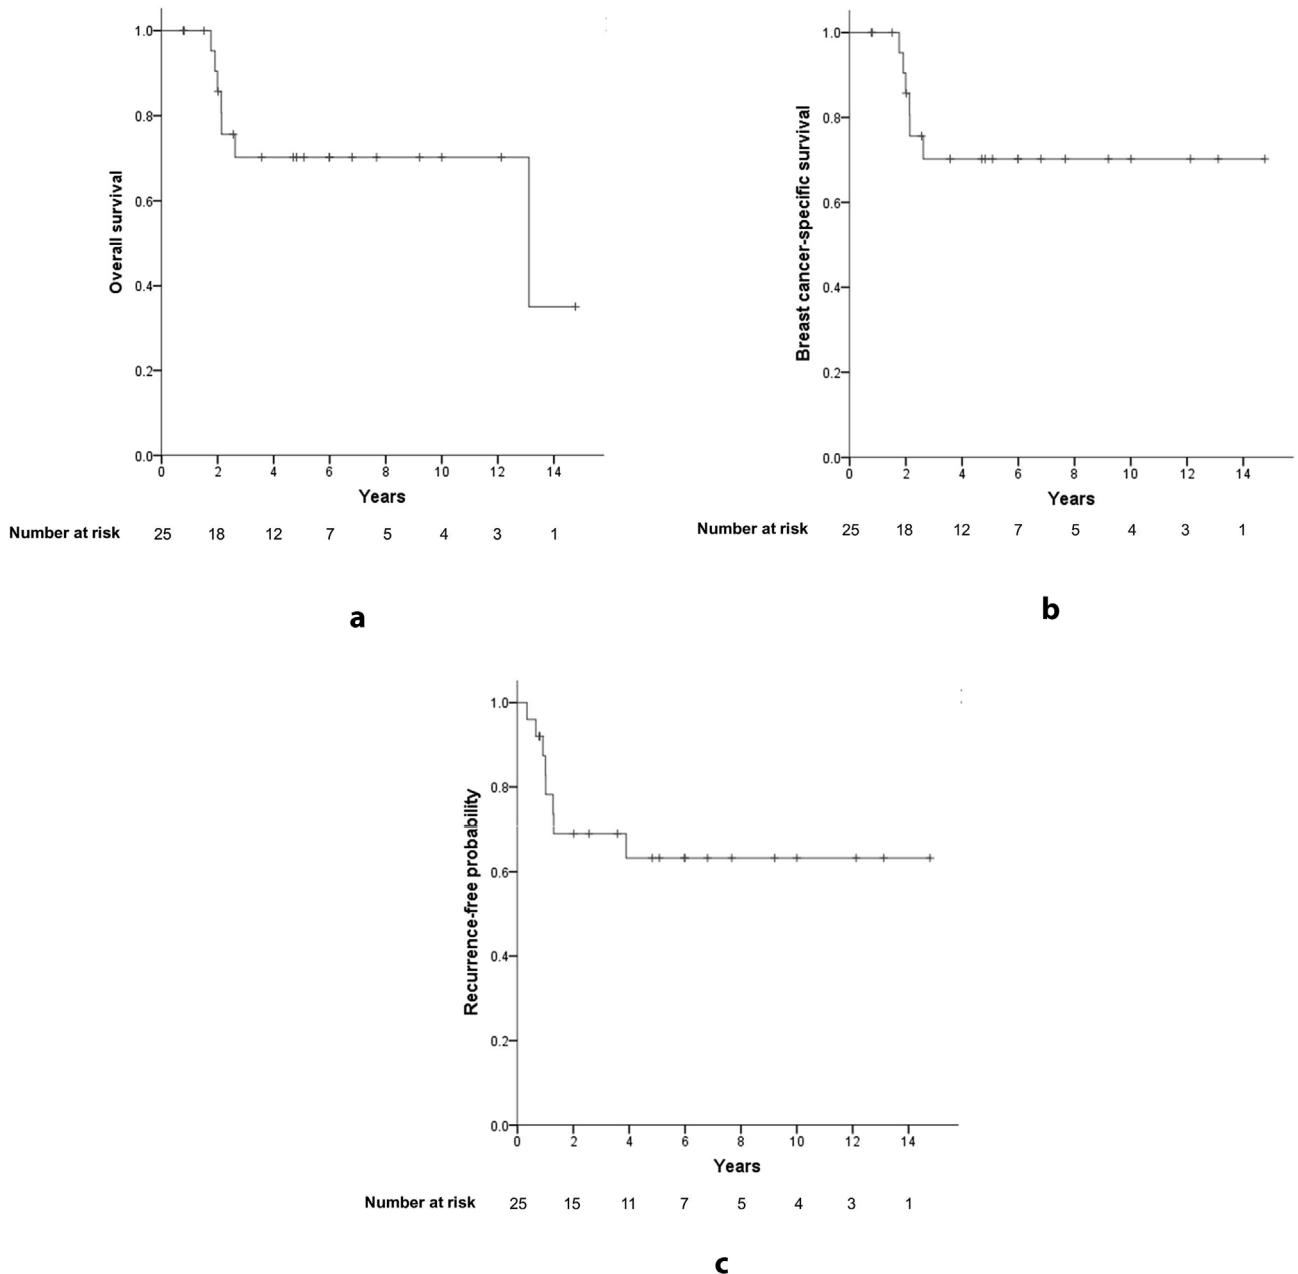 Overall survival
1.0
0.8
0.6
0.4
0.2
0.0
0 2 4 6 8 10 12 14
Years
Number at risk 25 18 12 7 5 4 3 1
a
Breast cancer-specific survival
1.0
0.8
0.6
0.4
0.2
0.0
0 2 4 6 8 10 12 14
Years
Number at risk 25 18 12 7 5 4 3 1
b
Recurrence-free probability
1.0
0.8
0.6
0.4
0.2
0.0
0 2 4 6 8 10 12 14
Years
Number at risk 25 15 11 7 5 4 3 1
c